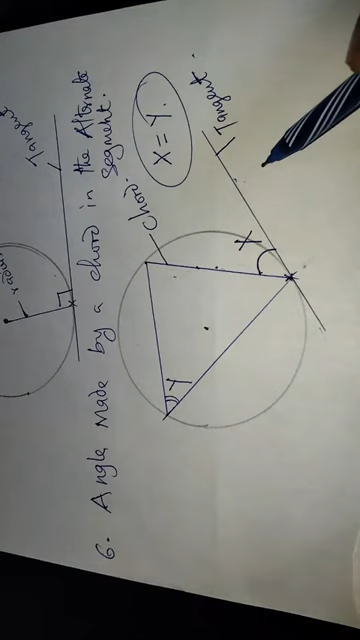 Tangent
radius
6. Angle Made by a chord in the Alternate
Segment.
X = Y.
Chord.
Tangent.
X
Y